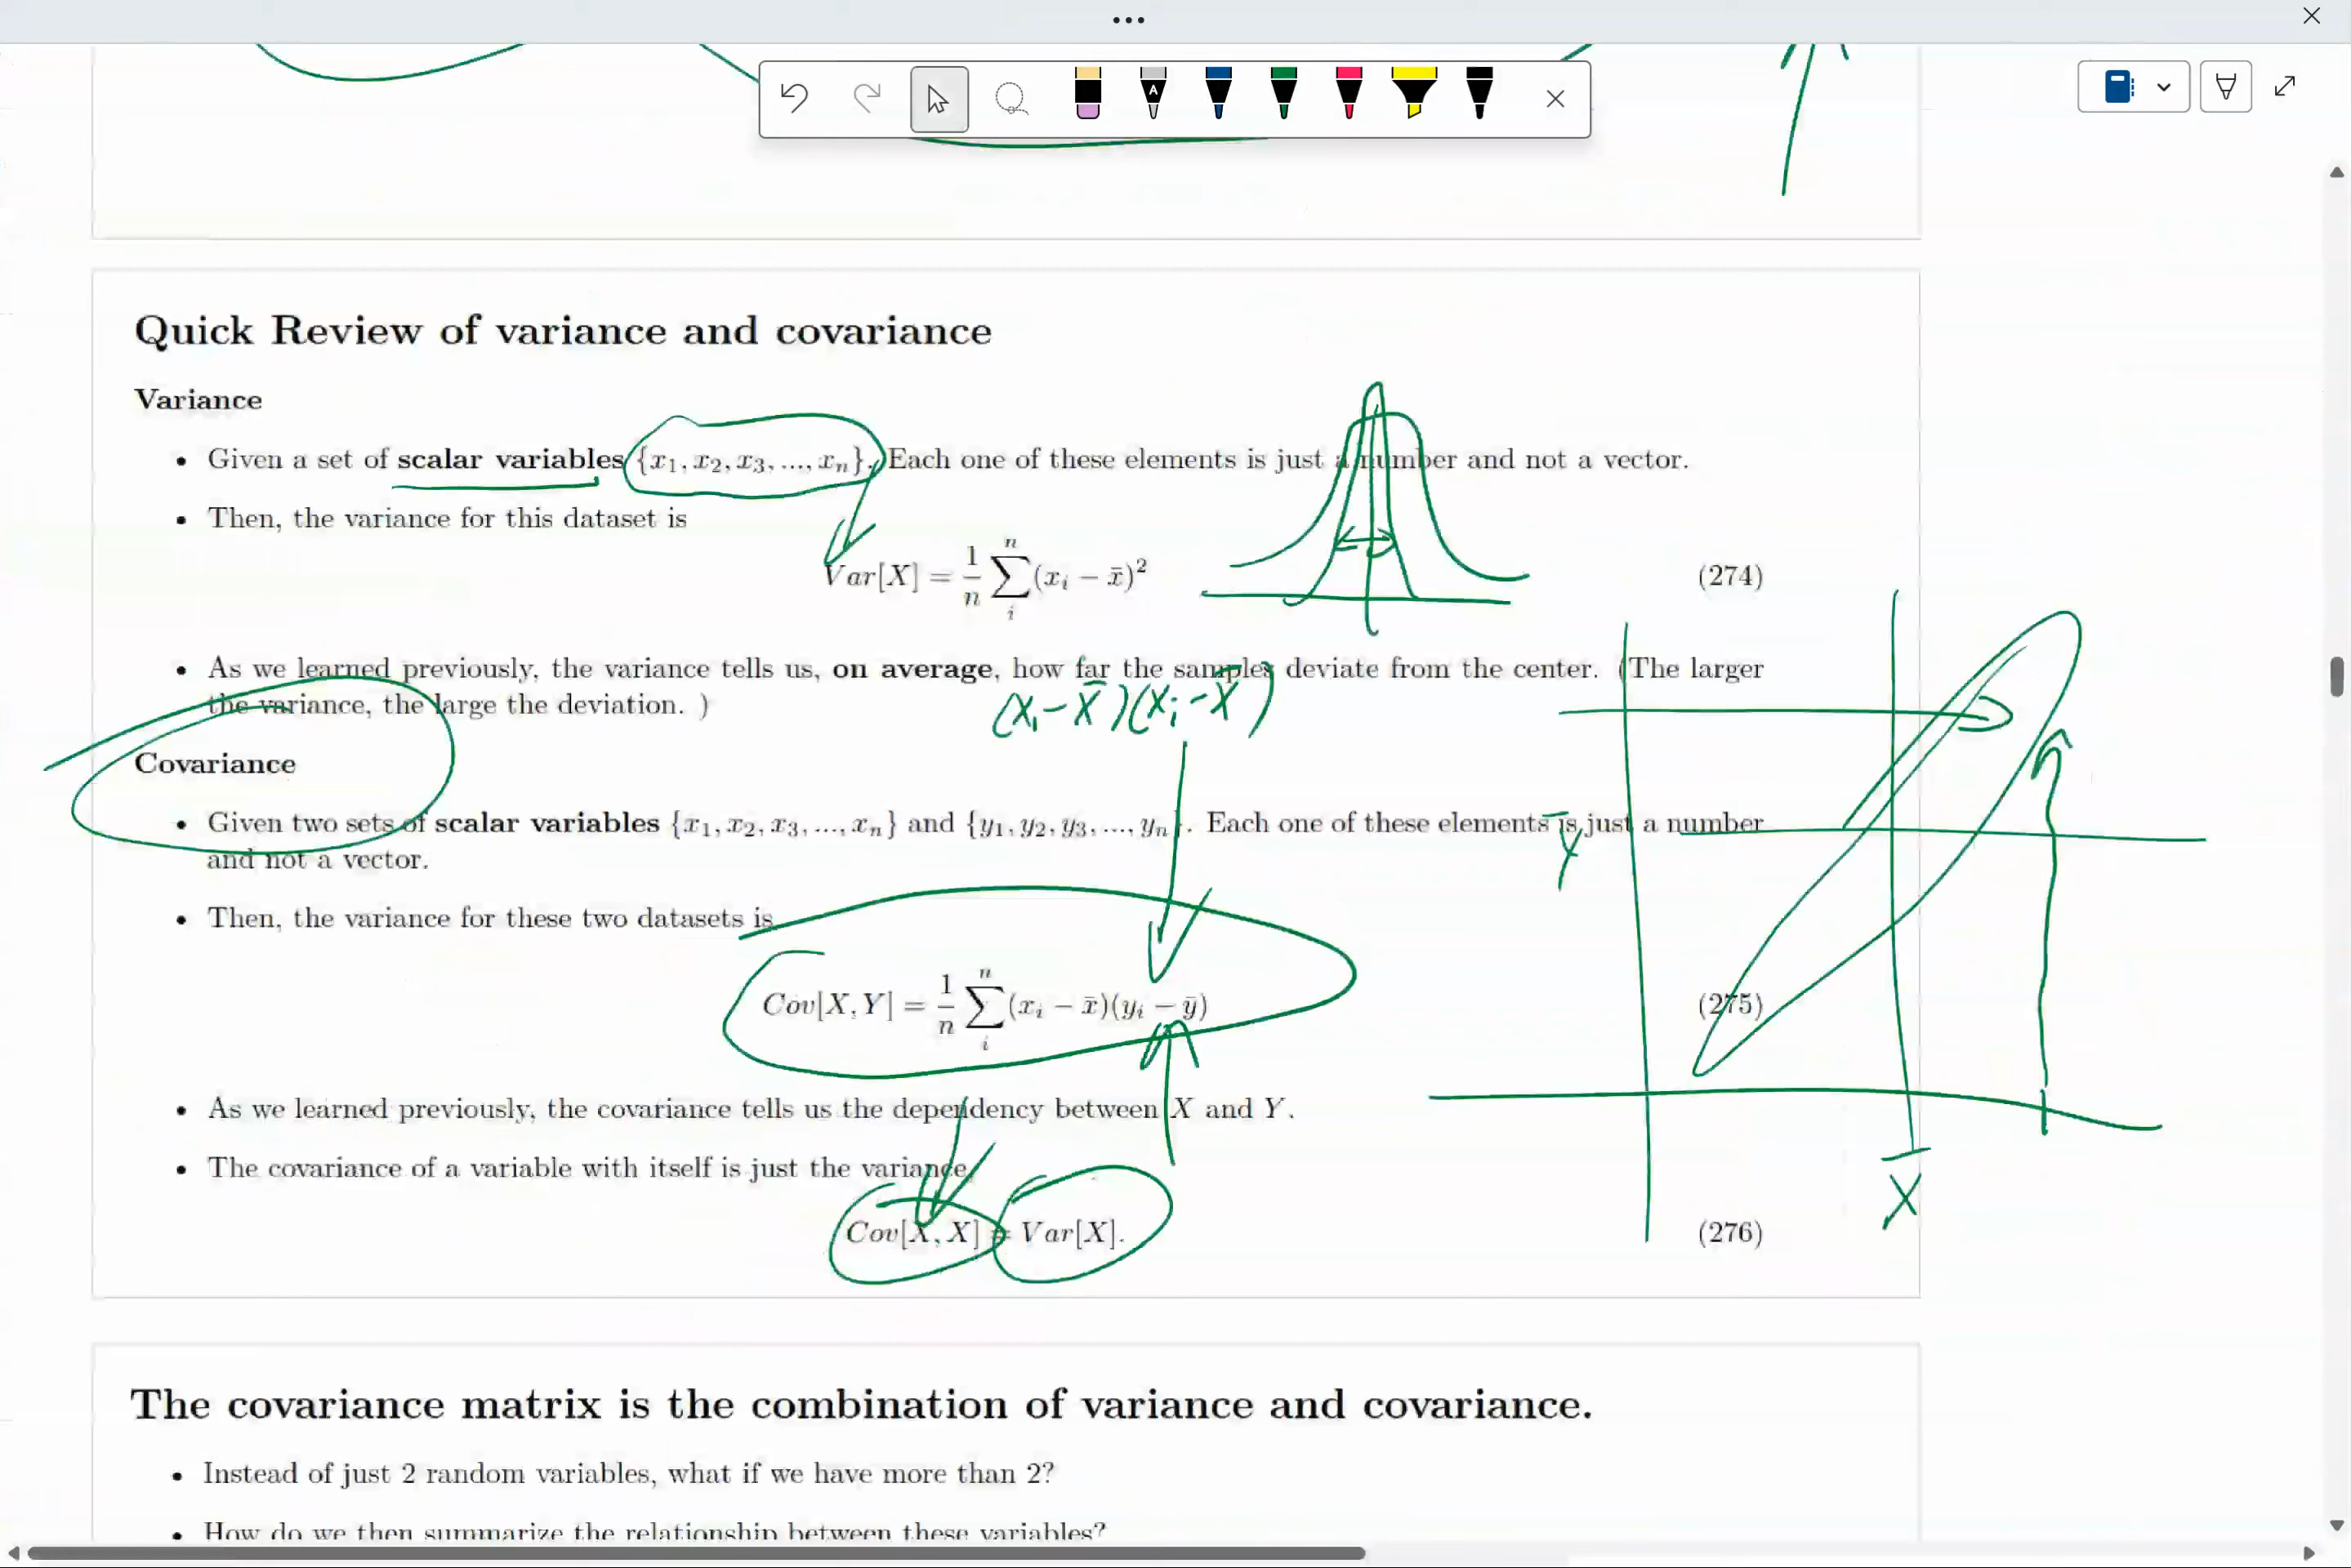 Quick Review of variance and covariance
Variance
• Given a set of scalar variables {x₁, x₂, x₃, ..., xₙ}. Each one of these elements is just a number and not a vector.
• Then, the variance for this dataset is
Var[X] = 1/n ∑ᵢⁿ (xᵢ − x̄)² (274)
• As we learned previously, the variance tells us, on average, how far the samples deviate from the center. (The larger
the variance, the large the deviation. )
(xᵢ − x̄)(xᵢ − x̄)
Covariance
• Given two sets of scalar variables {x₁, x₂, x₃, ..., xₙ} and {y₁, y₂, y₃, ..., yₙ}. Each one of these elements is just a number
and not a vector.
ȳ
• Then, the variance for these two datasets is
Cov[X, Y] = 1/n ∑ᵢⁿ (xᵢ − x̄)(yᵢ − ȳ) (275)
• As we learned previously, the covariance tells us the dependency between X and Y.
• The covariance of a variable with itself is just the variance
x̄
Cov[X, X] = Var[X]. (276)
The covariance matrix is the combination of variance and covariance.
• Instead of just 2 random variables, what if we have more than 2?
• How do we then summarize the relationship between these variables?